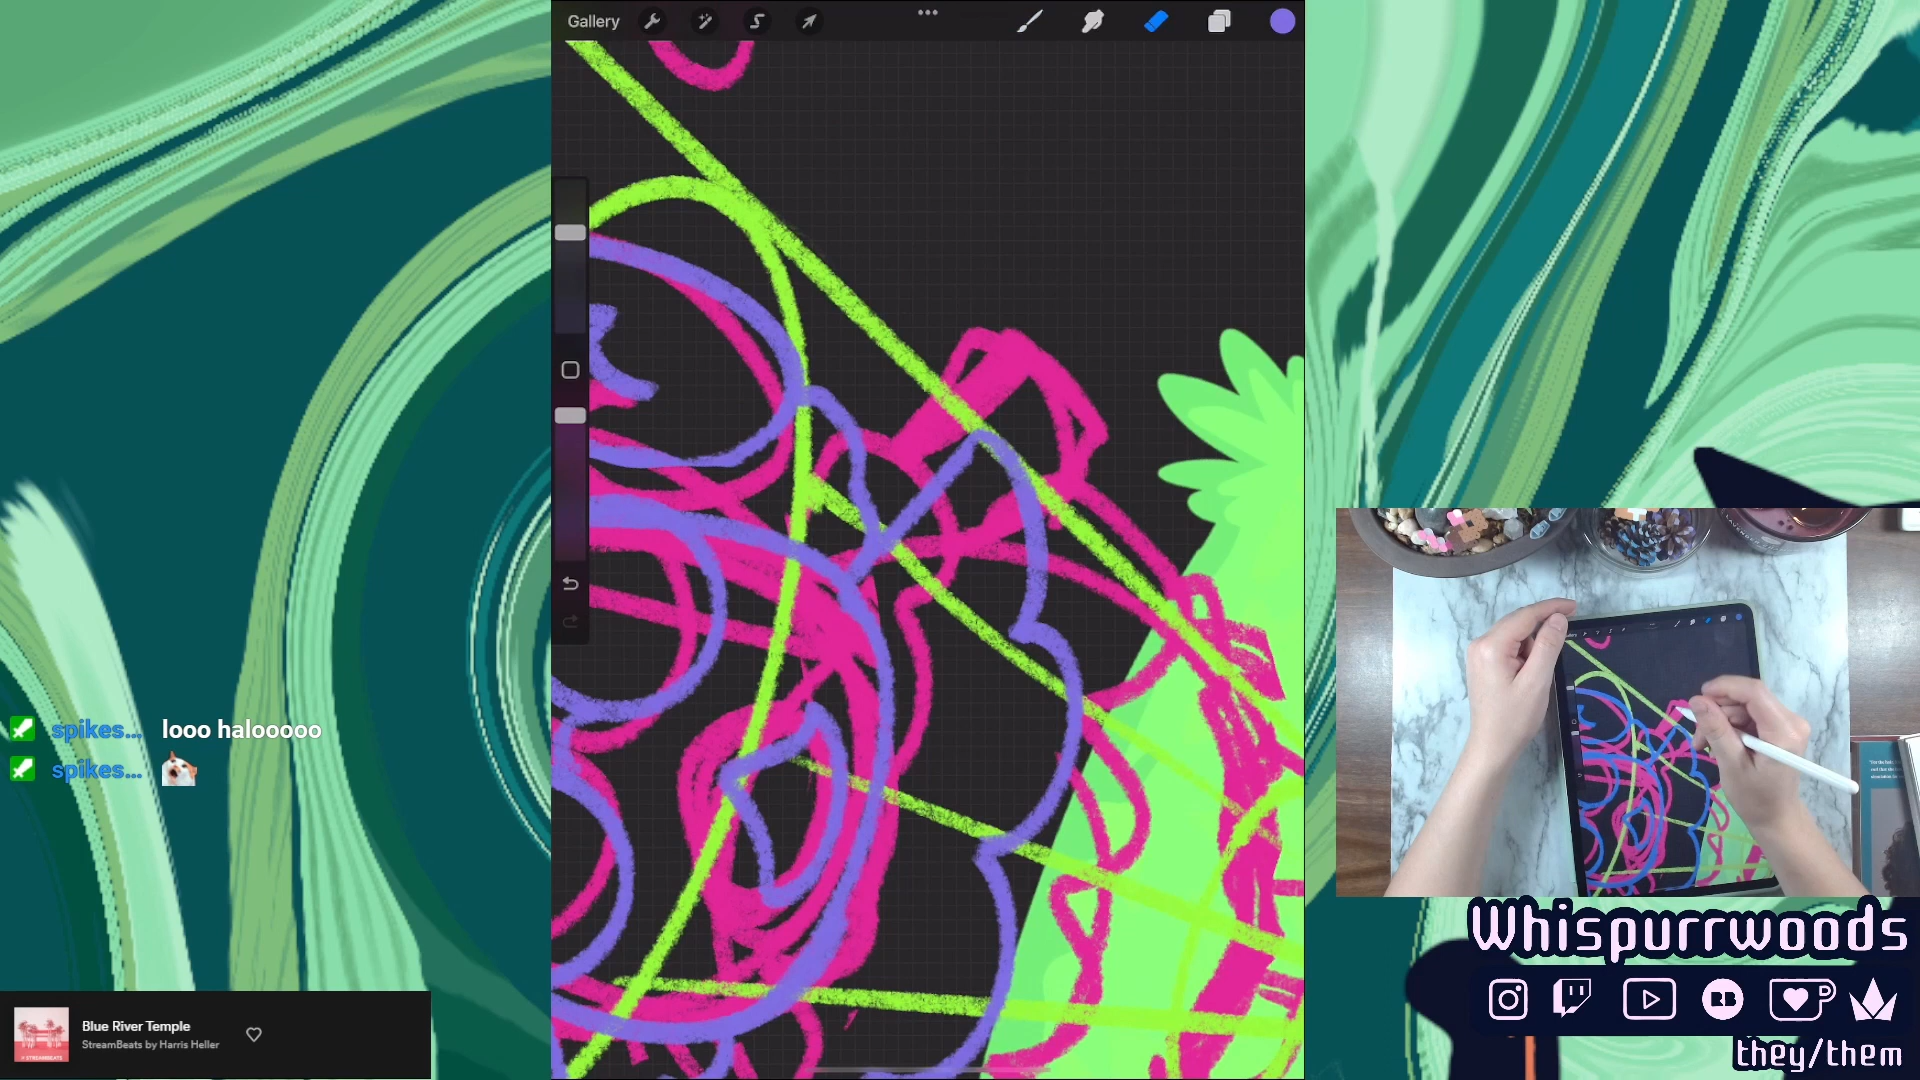 Gallery
spikes... looo halooooo
spikes...
Blue River Temple
StreamBeats by Harris Heller
Whispurrwoods
they/them